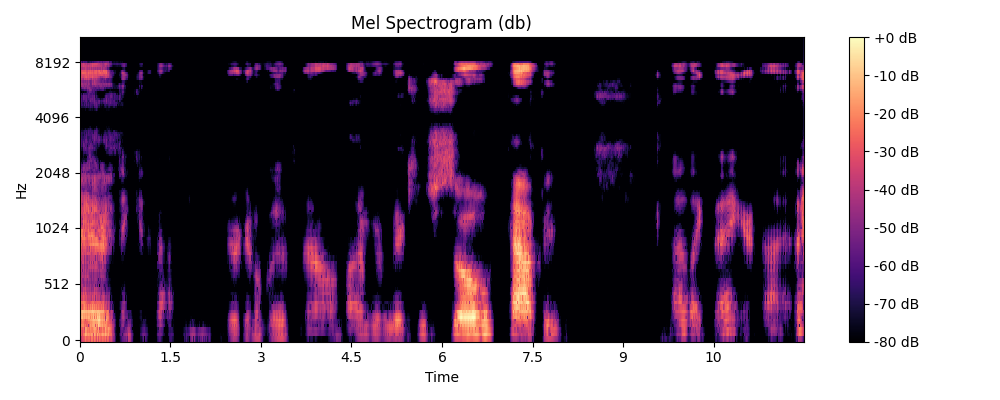 Mel Spectrogram (db)
8192
4096
2048
1024
512
0
Hz
0 1.5 3 4.5 6 7.5 9 10
Time
+0 dB
-10 dB
-20 dB
-30 dB
-40 dB
-50 dB
-60 dB
-70 dB
-80 dB